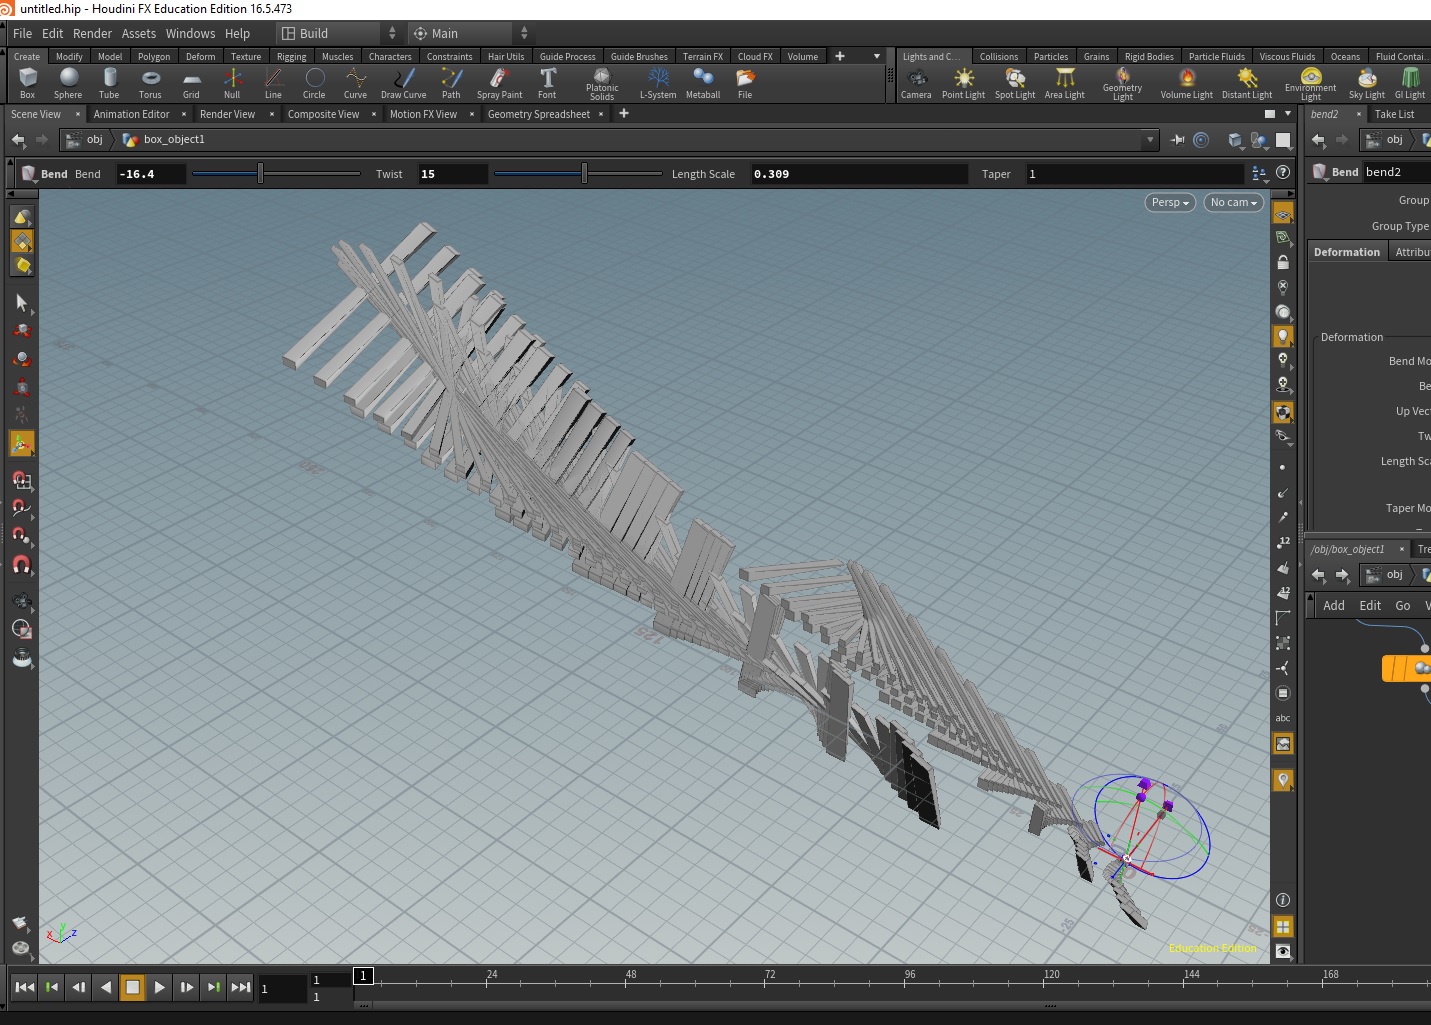 untitled.hip - Houdini FX Education Edition 16.5.473
File Edit Render Assets Windows Help Build Main
Create Modify Model Polygon Deform Texture Rigging Muscles Characters Constraints Hair Utils Guide Process Guide Brushes Terrain FX Cloud FX Volume
Lights and C... Collisions Particles Grains Rigid Bodies Particle Fluids Viscous Fluids Oceans Fluid Contai
Box Sphere Tube Torus Grid Null Line Circle Curve Draw Curve Path Spray Paint Font Platonic Solids L-System Metaball File
Camera Point Light Spot Light Area Light Geometry Light Volume Light Distant Light Environment Light Sky Light GI Light
Scene View × Animation Editor × Render View × Composite View × Motion FX View × Geometry Spreadsheet ×
bend2 × Take List
obj box_object1
obj
Bend Bend -16.4 Twist 15 Length Scale 0.309 Taper 1
Bend bend2
Persp No cam
Group
Group Type
Deformation Attribu
Deformation
Bend Mo
Be
Up Vect
Tw
Length Sca
Taper Mo
12
12
abc
/obj/box_object1 × Tre
obj
Add Edit Go V
125
25
x y z
Education Edition
1
1
1
1 24 48 72 96 120 144 168